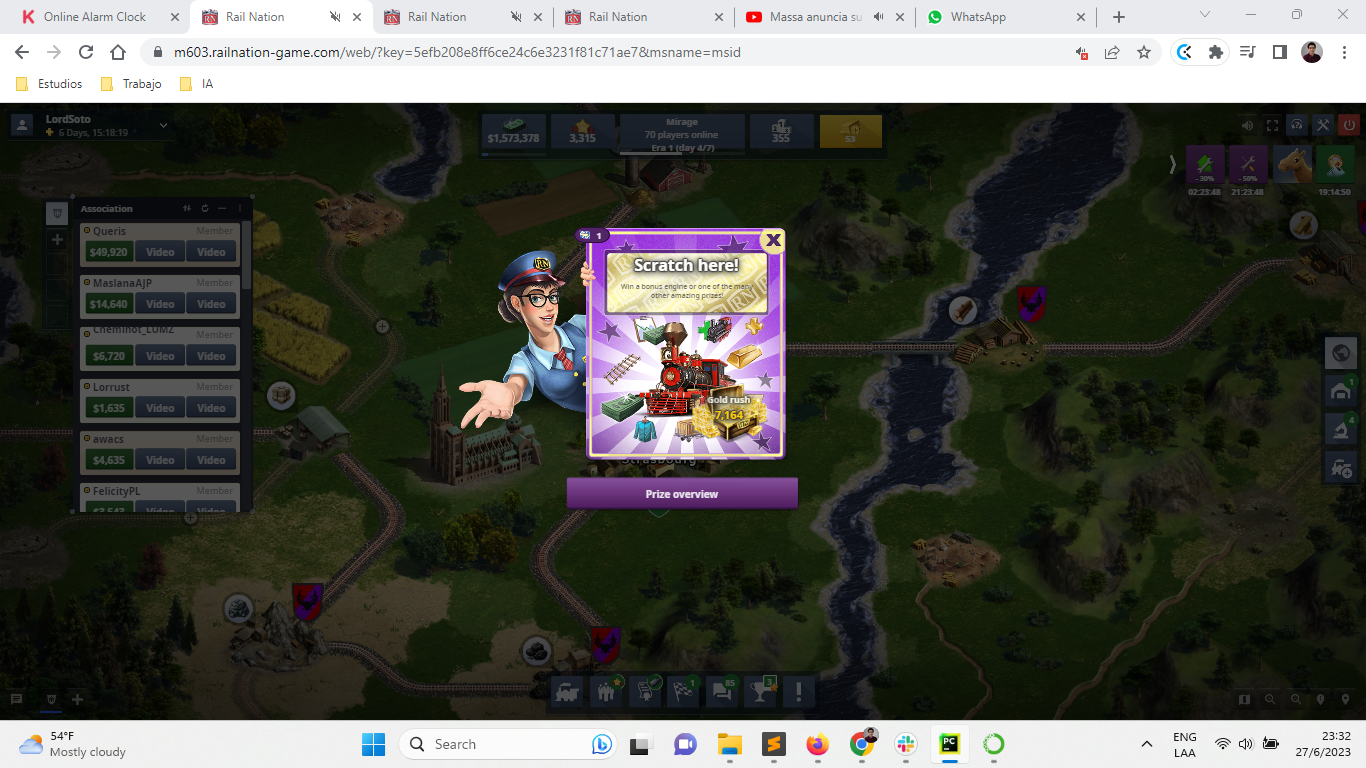 Online Alarm Clock
Rail Nation
Rail Nation
Rail Nation
Massa anuncia su
WhatsApp
m603.railnation-game.com/web/?key=5efb208e8ff6ce24c6e3231f81c71ae7&msname=msid
Estudios
Trabajo
IA
LordSoto
6 Days, 15:18:19
$1,573,378
3,315
Mirage
70 players online
Era 1 (day 4/7)
355
53
- 30%
- 50%
02:23:48
21:23:48
19:14:50
Association
Queris
Member
$49,920
Video
Video
MaslanaAJP
Member
$14,640
Video
Video
Cheminot_LUMZ
Member
$6,720
Video
Video
Lorrust
Member
$1,635
Video
Video
awacs
Member
$4,635
Video
Video
FelicityPL
Member
$3,543
Video
Video
1
X
RN
Scratch here!
Win a bonus engine or one of the many
other amazing prizes!
Gold rush
7,164
Strasbourg
Prize overview
1
4
1
85
3
54°F
Mostly cloudy
Search
PC
ENG
LAA
23:32
27/6/2023